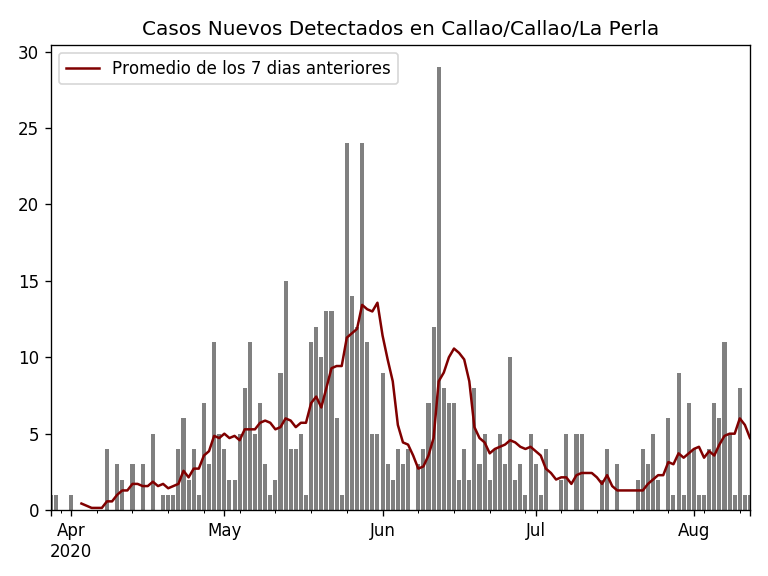 Casos Nuevos Detectados en Callao/Callao/La Perla
Promedio de los 7 dias anteriores
30
25
20
15
10
5
0
Apr May Jun Jul Aug
2020